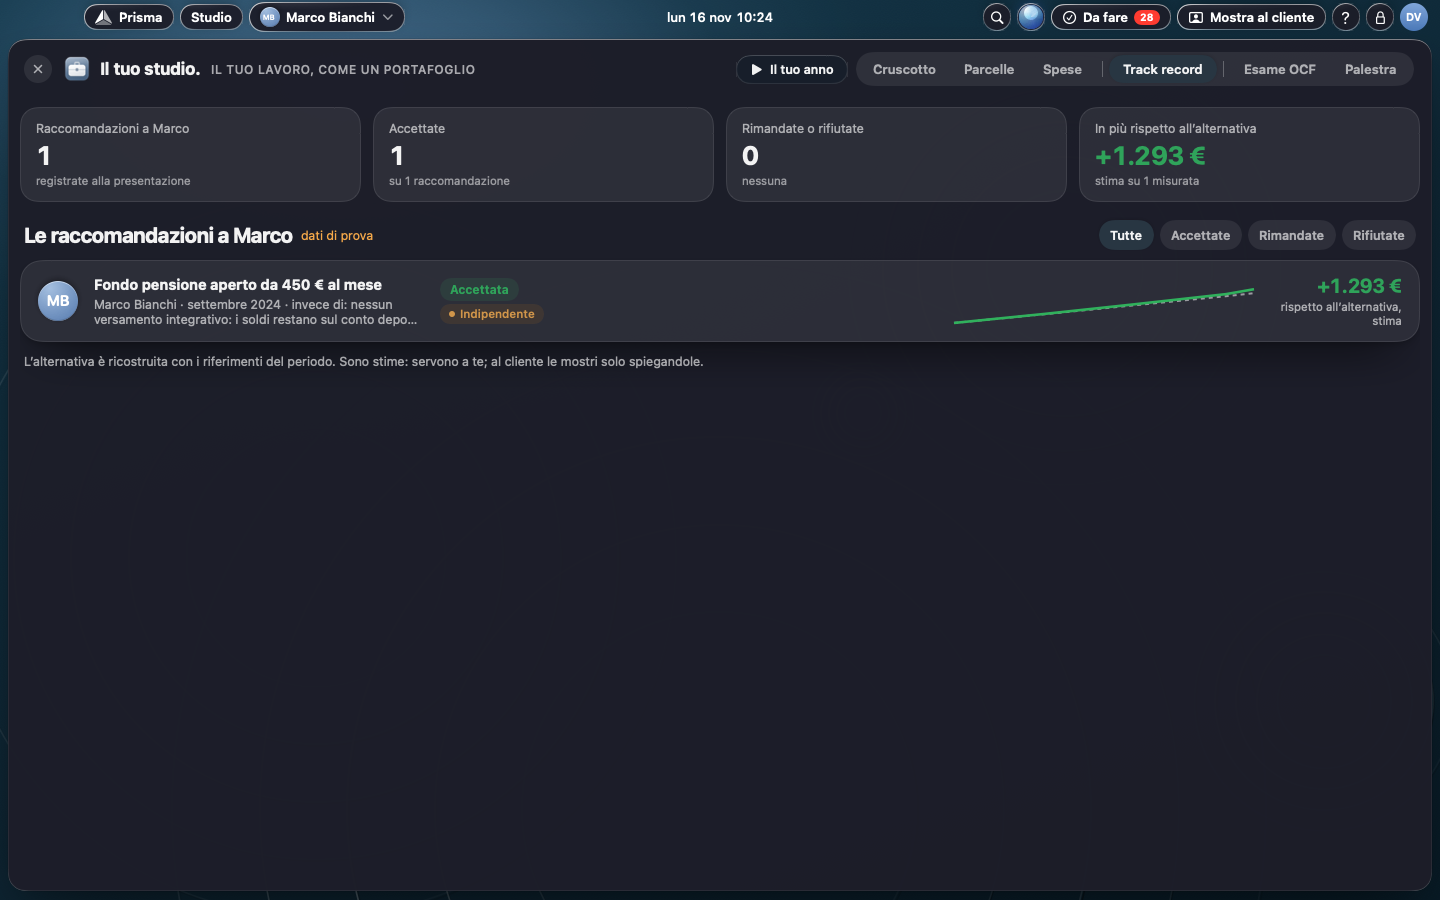 Prisma
Studio
MB Marco Bianchi
lun 16 nov 10:24
Da fare 28
Mostra al cliente
?
DV
Il tuo studio. IL TUO LAVORO, COME UN PORTAFOGLIO
Il tuo anno
Cruscotto
Parcelle
Spese
Track record
Esame OCF
Palestra
Raccomandazioni a Marco
1
registrate alla presentazione
Accettate
1
su 1 raccomandazione
Rimandate o rifiutate
0
nessuna
In più rispetto all’alternativa
+1.293 €
stima su 1 misurata
Le raccomandazioni a Marco dati di prova
Tutte
Accettate
Rimandate
Rifiutate
MB
Fondo pensione aperto da 450 € al mese
Marco Bianchi · settembre 2024 · invece di: nessun
versamento integrativo: i soldi restano sul conto depo...
Accettata
Indipendente
+1.293 €
rispetto all’alternativa,
stima
L’alternativa è ricostruita con i riferimenti del periodo. Sono stime: servono a te; al cliente le mostri solo spiegandole.